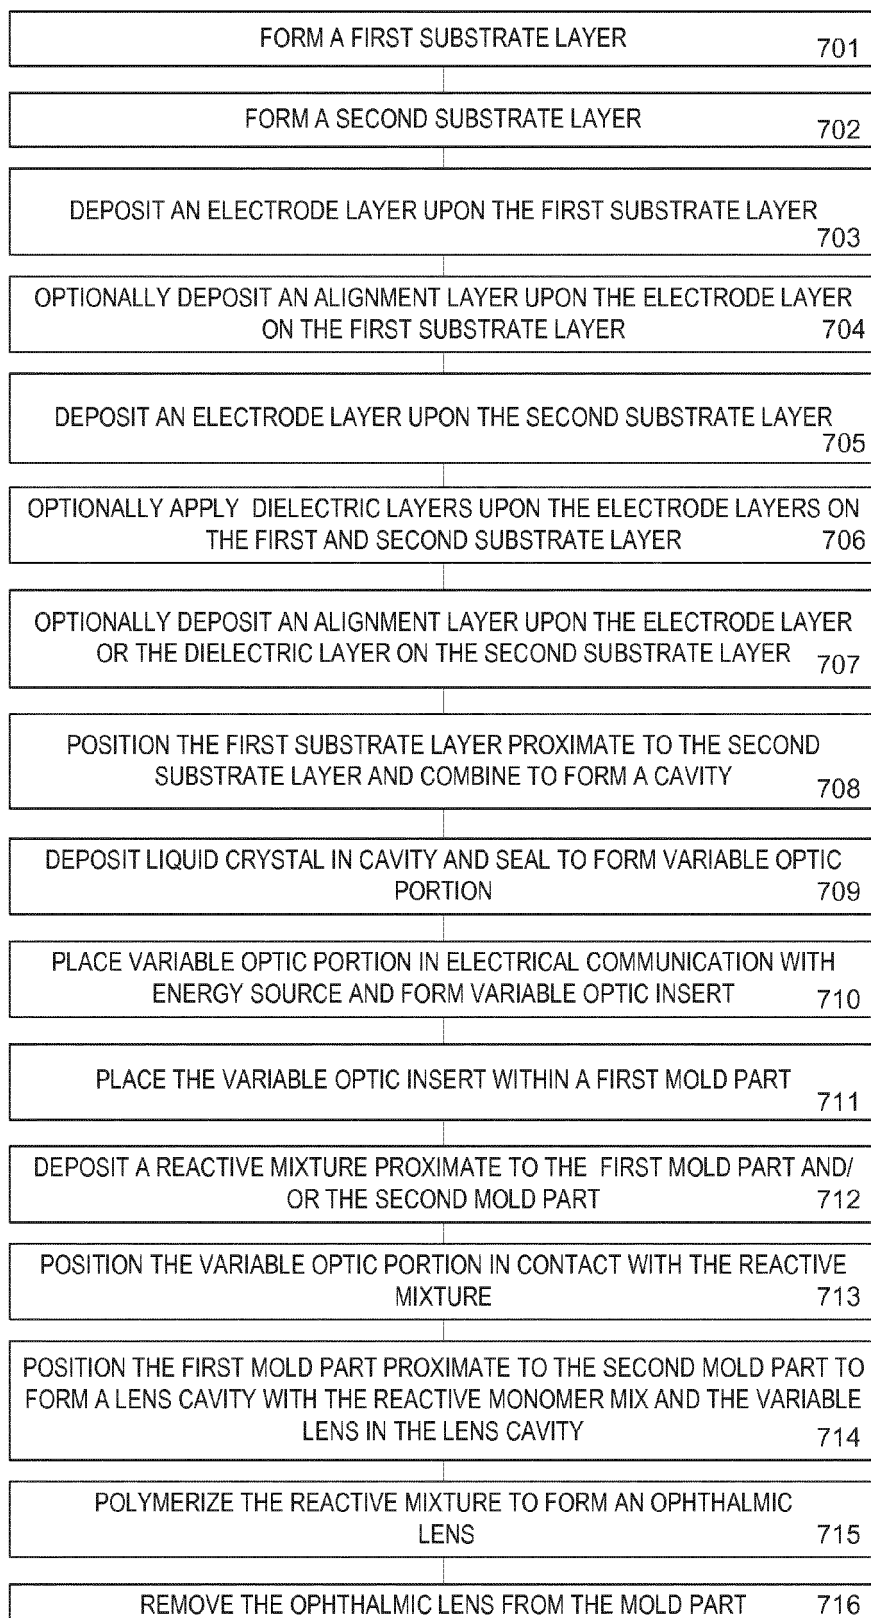 FORM A FIRST SUBSTRATE LAYER
701
FORM A SECOND SUBSTRATE LAYER
702
DEPOSIT AN ELECTRODE LAYER UPON THE FIRST SUBSTRATE LAYER
703
OPTIONALLY DEPOSIT AN ALIGNMENT LAYER UPON THE ELECTRODE LAYER
ON THE FIRST SUBSTRATE LAYER 704
DEPOSIT AN ELECTRODE LAYER UPON THE SECOND SUBSTRATE LAYER
705
OPTIONALLY APPLY DIELECTRIC LAYERS UPON THE ELECTRODE LAYERS ON
THE FIRST AND SECOND SUBSTRATE LAYER 706
OPTIONALLY DEPOSIT AN ALIGNMENT LAYER UPON THE ELECTRODE LAYER
OR THE DIELECTRIC LAYER ON THE SECOND SUBSTRATE LAYER 707
POSITION THE FIRST SUBSTRATE LAYER PROXIMATE TO THE SECOND
SUBSTRATE LAYER AND COMBINE TO FORM A CAVITY 708
DEPOSIT LIQUID CRYSTAL IN CAVITY AND SEAL TO FORM VARIABLE OPTIC
PORTION 709
PLACE VARIABLE OPTIC PORTION IN ELECTRICAL COMMUNICATION WITH
ENERGY SOURCE AND FORM VARIABLE OPTIC INSERT 710
PLACE THE VARIABLE OPTIC INSERT WITHIN A FIRST MOLD PART
711
DEPOSIT A REACTIVE MIXTURE PROXIMATE TO THE FIRST MOLD PART AND/
OR THE SECOND MOLD PART 712
POSITION THE VARIABLE OPTIC PORTION IN CONTACT WITH THE REACTIVE
MIXTURE 713
POSITION THE FIRST MOLD PART PROXIMATE TO THE SECOND MOLD PART TO
FORM A LENS CAVITY WITH THE REACTIVE MONOMER MIX AND THE VARIABLE
LENS IN THE LENS CAVITY 714
POLYMERIZE THE REACTIVE MIXTURE TO FORM AN OPHTHALMIC
LENS 715
REMOVE THE OPHTHALMIC LENS FROM THE MOLD PART 716